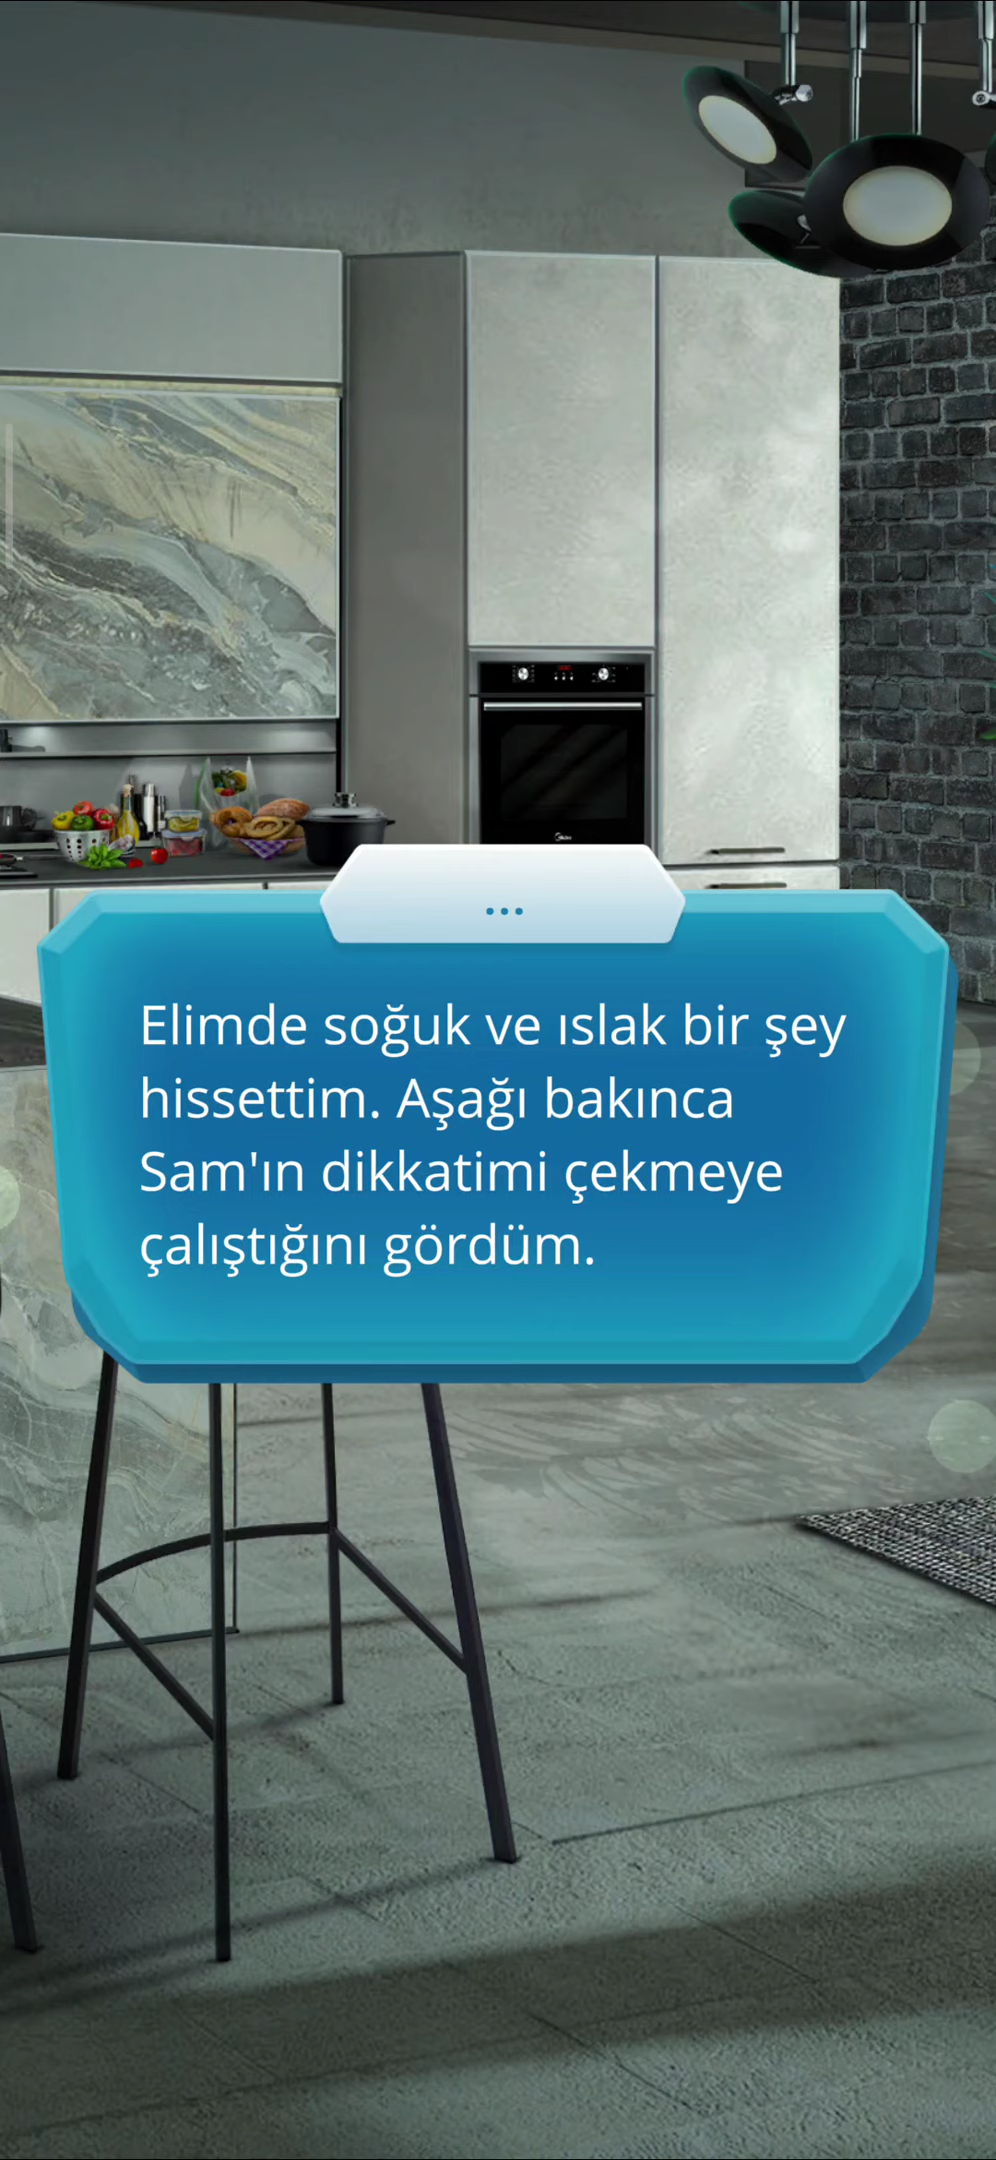 ...
Elimde soğuk ve ıslak bir şey
hissettim. Aşağı bakınca
Sam'ın dikkatimi çekmeye
çalıştığını gördüm.